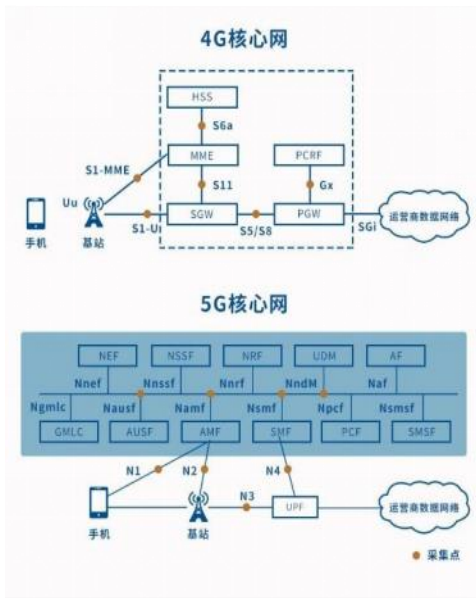 4G核心网
HSS
S6a
S1-MME
MME
PCRF
S11
Gx
Uu
SGW
PGW
运营商数据网络
手机
基站
S1-U
S5/S8
SGi
5G核心网
NEF
NSSF
NRF
UDM
AF
Nnef
Nnssf
Nnrf
NndM
Naf
Ngmlc
Nausf
Namf
Nsmf
Npcf
Nsmsf
GMLC
AUSF
AMF
SMF
PCF
SMSF
N1
N2
N4
N3
UPF
运营商数据网络
手机
基站
采集点